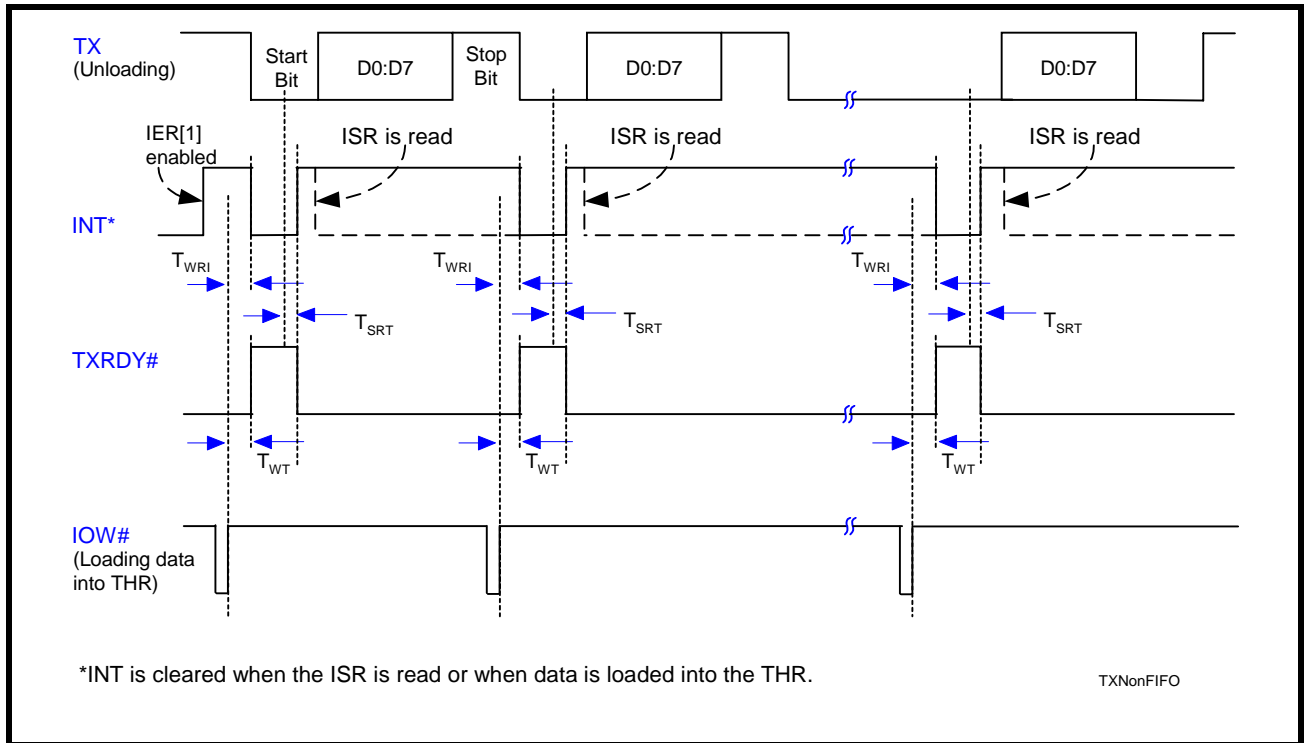 TX
(Unloading)
Start
Bit
D0:D7
Stop
Bit
D0:D7
D0:D7
IER[1]
enabled
ISR is read
ISR is read
ISR is read
INT*
TWRI
TWRI
TWRI
TSRT
TSRT
TSRT
TXRDY#
TWT
TWT
TWT
IOW#
(Loading data
into THR)
*INT is cleared when the ISR is read or when data is loaded into the THR.
TXNonFIFO